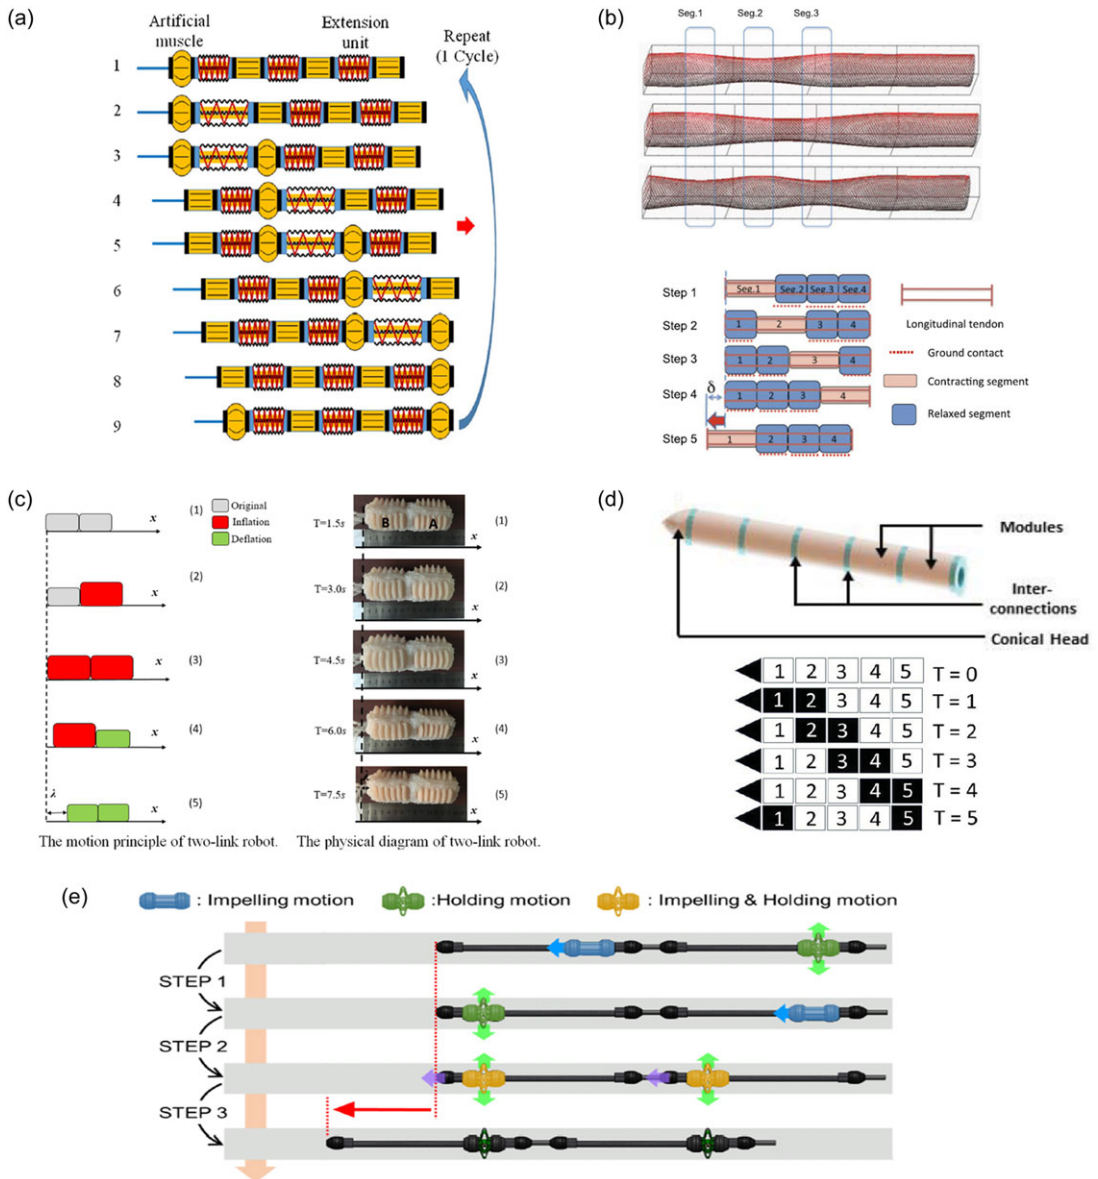 (a)
Artificial
muscle
Extension
unit
Repeat
(1 Cycle)
1
2
3
4
5
6
7
8
9
(b)
Seg.1
Seg.2
Seg.3
Step 1
Seg.1
Seg.2
Seg.3
Seg.4
Step 2
1
2
3
4
Step 3
1
2
3
4
Step 4
δ
1
2
3
4
Step 5
1
2
3
4
Longitudinal tendon
Ground contact
Contracting segment
Relaxed segment
(c)
x
(1)
Original
Inflation
Deflation
x
(2)
x
(3)
x
(4)
λ
x
(5)
The motion principle of two-link robot.
T=1.5s
B
A
(1)
x
T=3.0s
(2)
x
T=4.5s
(3)
x
T=6.0s
(4)
x
T=7.5s
(5)
x
The physical diagram of two-link robot.
(d)
Modules
Inter-
connections
Conical Head
1 2 3 4 5 T = 0
1 2 3 4 5 T = 1
1 2 3 4 5 T = 2
1 2 3 4 5 T = 3
1 2 3 4 5 T = 4
1 2 3 4 5 T = 5
(e)
: Impelling motion
:Holding motion
: Impelling & Holding motion
STEP 1
STEP 2
STEP 3